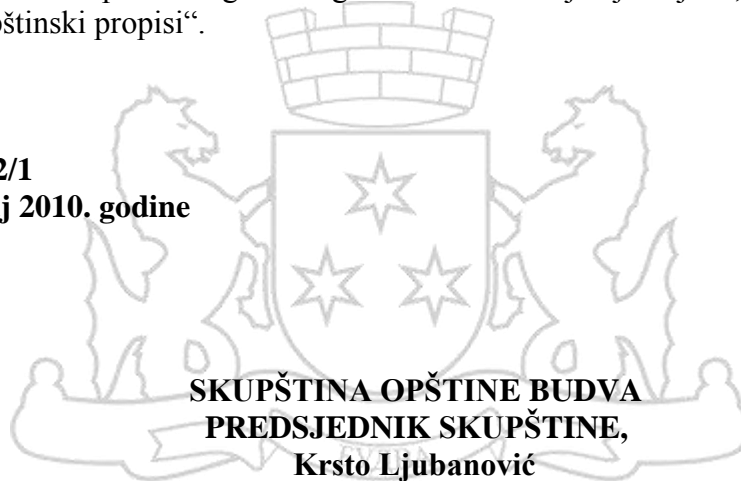 opštinski propisi“.
2/1
j 2010. godine
SKUPŠTINA OPŠTINE BUDVA
PREDSJEDNIK SKUPŠTINE,
Krsto Ljubanović